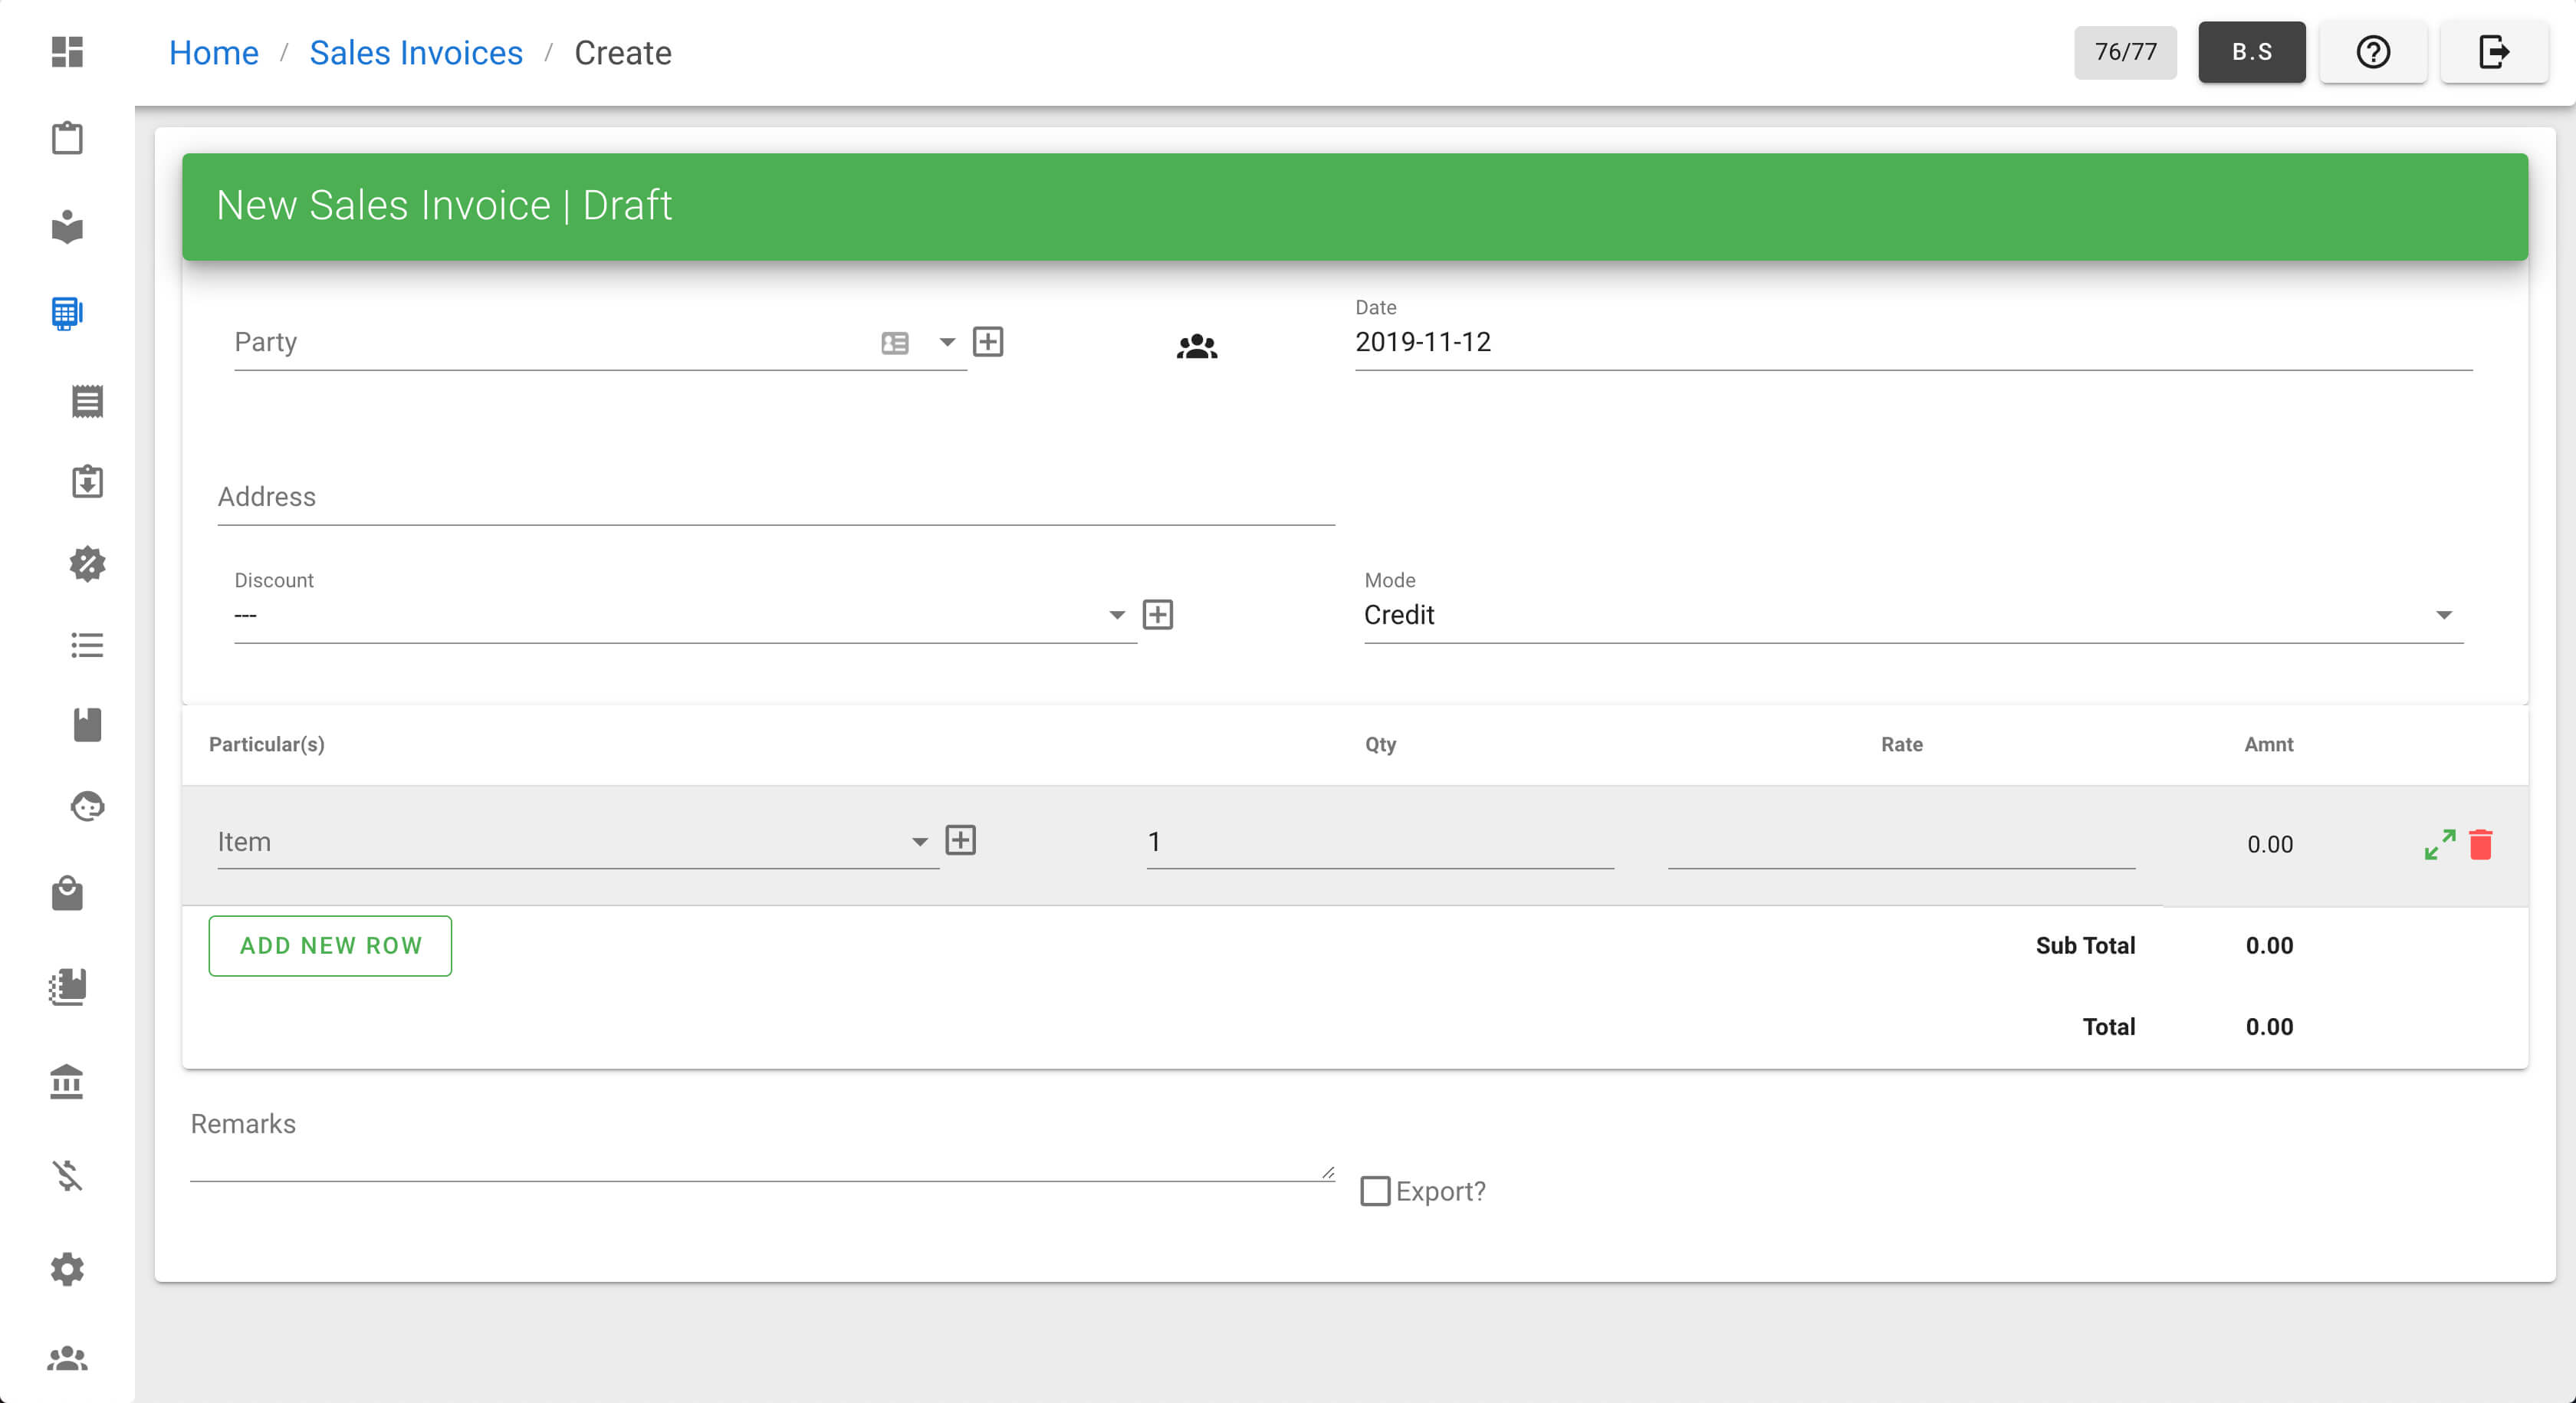 Home / Sales Invoices / Create
76/77
B.S
New Sales Invoice | Draft
Party
Date
2019-11-12
Address
Discount
---
Mode
Credit
Particular(s) Qty Rate Amnt
Item 1 0.00
ADD NEW ROW
Sub Total 0.00
Total 0.00
Remarks
Export?